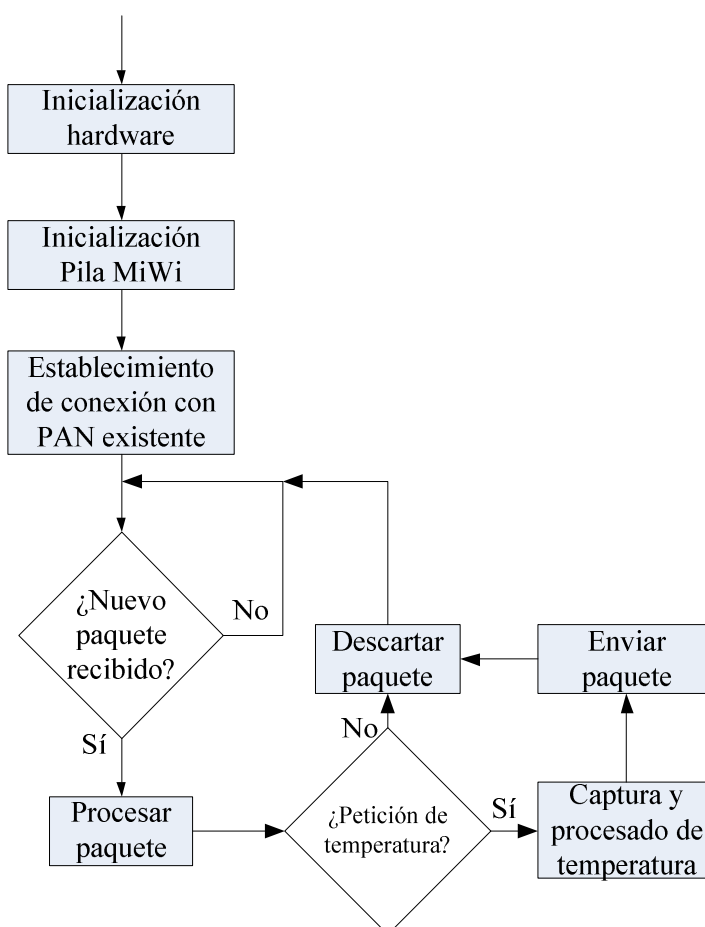 Inicialización
hardware
Inicialización
Pila MiWi
Establecimiento
de conexión con
PAN existente
¿Nuevo
paquete
recibido?
No
Sí
Procesar
paquete
¿Petición de
temperatura?
No
Sí
Descartar
paquete
Enviar
paquete
Captura y
procesado de
temperatura